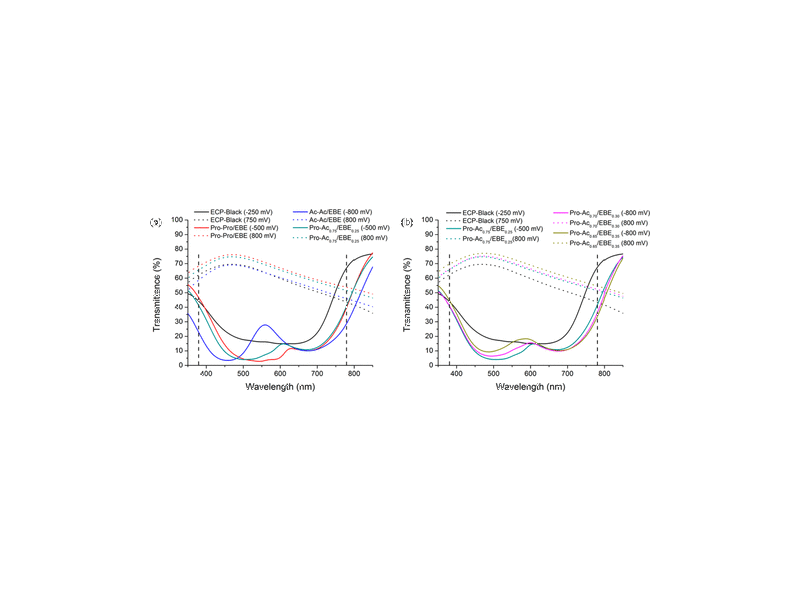 (a)
ECP-Black (-250 mV)
ECP-Black (750 mV)
Pro-Pro/EBE (-500 mV)
Pro-Pro/EBE (800 mV)
Ac-Ac/EBE (-800 mV)
Ac-Ac/EBE (800 mV)
Pro-Ac0.75/EBE0.25 (-500 mV)
Pro-Ac0.75/EBE0.25 (800 mV)
100
90
80
70
60
50
40
30
20
10
0
Transmittance (%)
400 500 600 700 800
Wavelength (nm)
(b)
ECP-Black (-250 mV)
ECP-Black (750 mV)
Pro-Ac0.75/EBE0.25 (-500 mV)
Pro-Ac0.75/EBE0.25 (800 mV)
Pro-Ac0.70/EBE0.30 (-800 mV)
Pro-Ac0.70/EBE0.30 (800 mV)
Pro-Ac0.65/EBE0.35 (-800 mV)
Pro-Ac0.65/EBE0.35 (800 mV)
100
90
80
70
60
50
40
30
20
10
0
Transmittance (%)
400 500 600 700 800
Wavelength (nm)